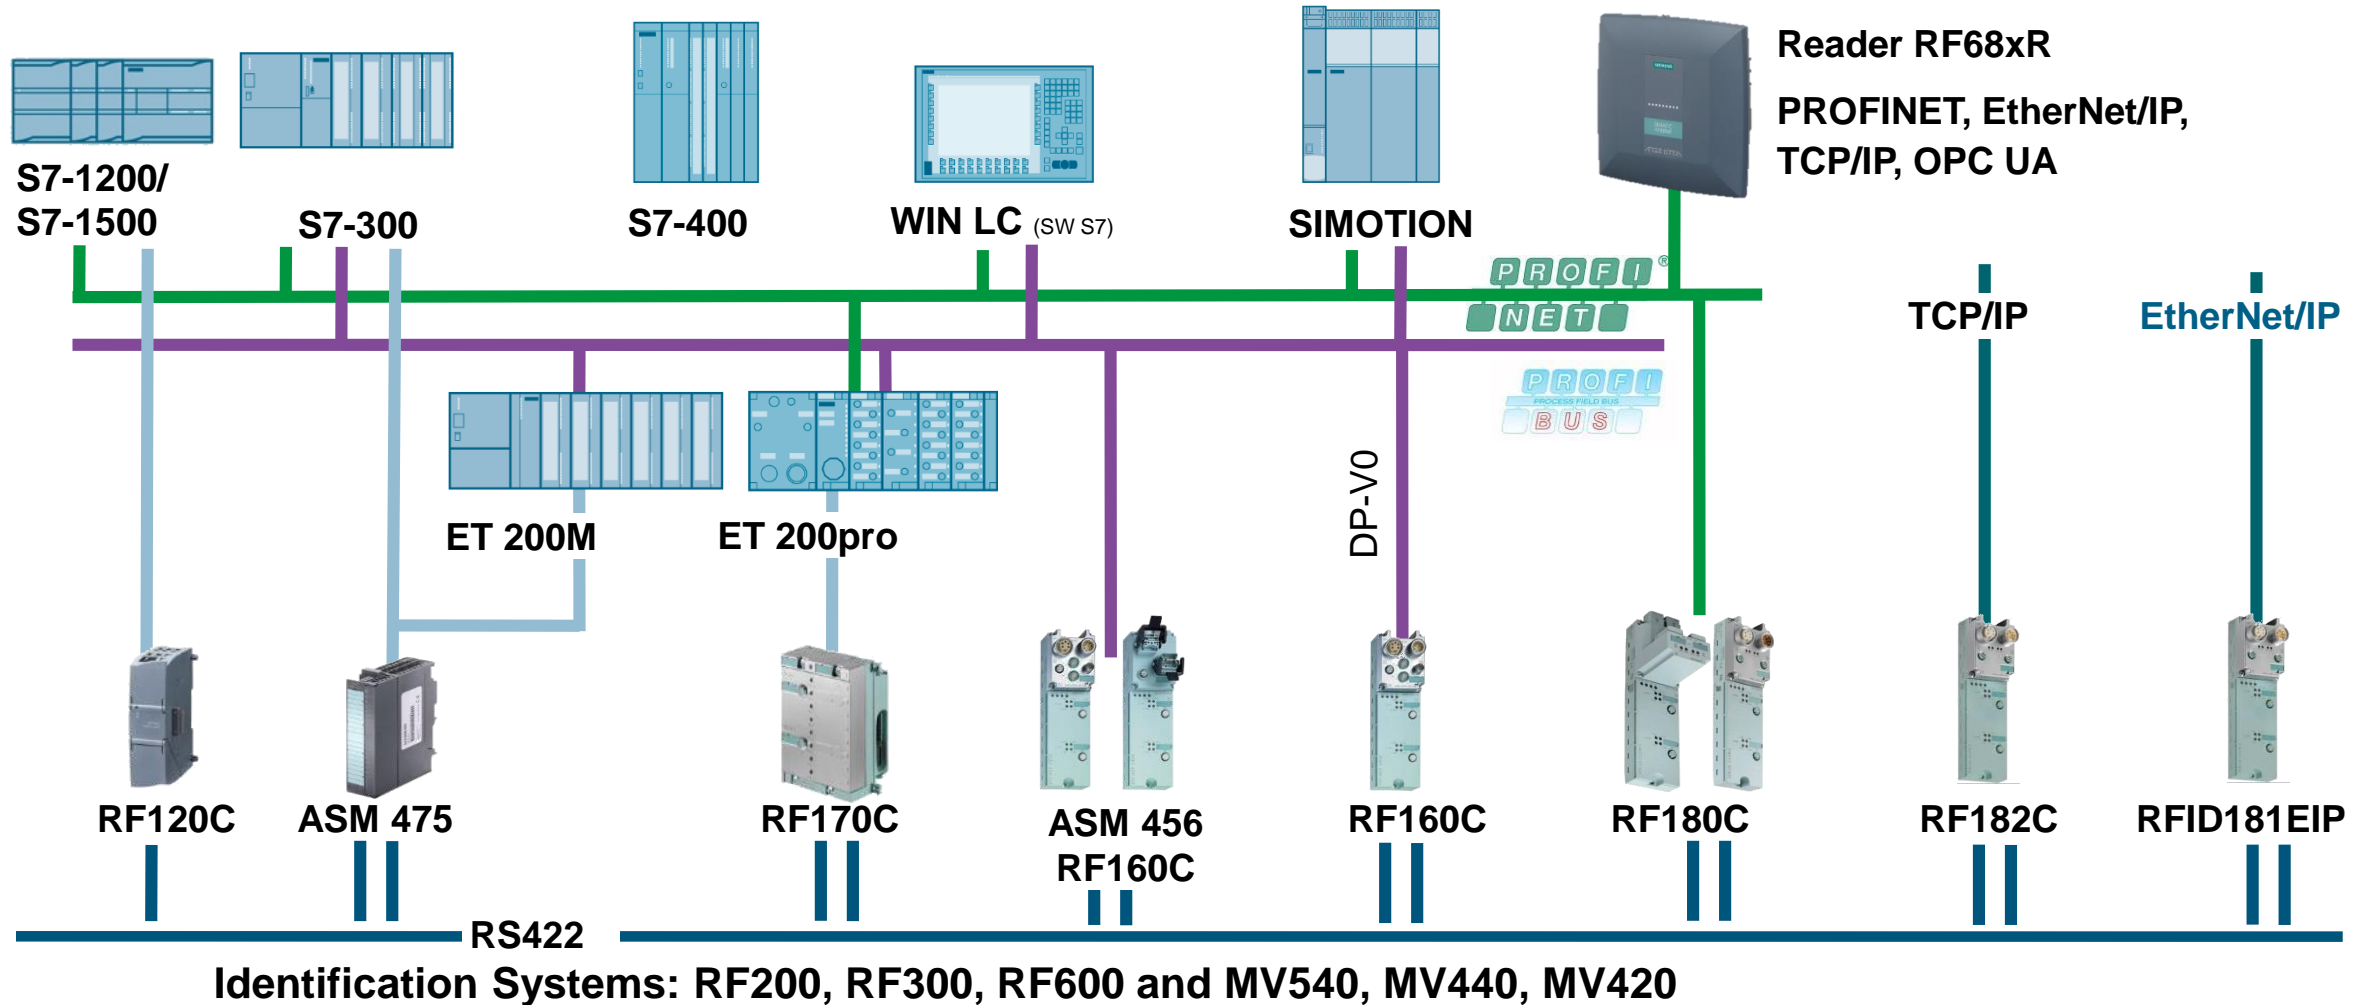 Reader RF68xR
PROFINET, EtherNet/IP,
TCP/IP, OPC UA
S7-1200/
S7-1500
S7-300
S7-400
WIN LC (SW S7)
SIMOTION
PROFI®
NET
TCP/IP
EtherNet/IP
PROFI
PROCESS FIELD BUS
BUS
DP-V0
ET 200M
ET 200pro
RF120C
ASM 475
RF170C
ASM 456
RF160C
RF160C
RF180C
RF182C
RFID181EIP
RS422
Identification Systems: RF200, RF300, RF600 and MV540, MV440, MV420